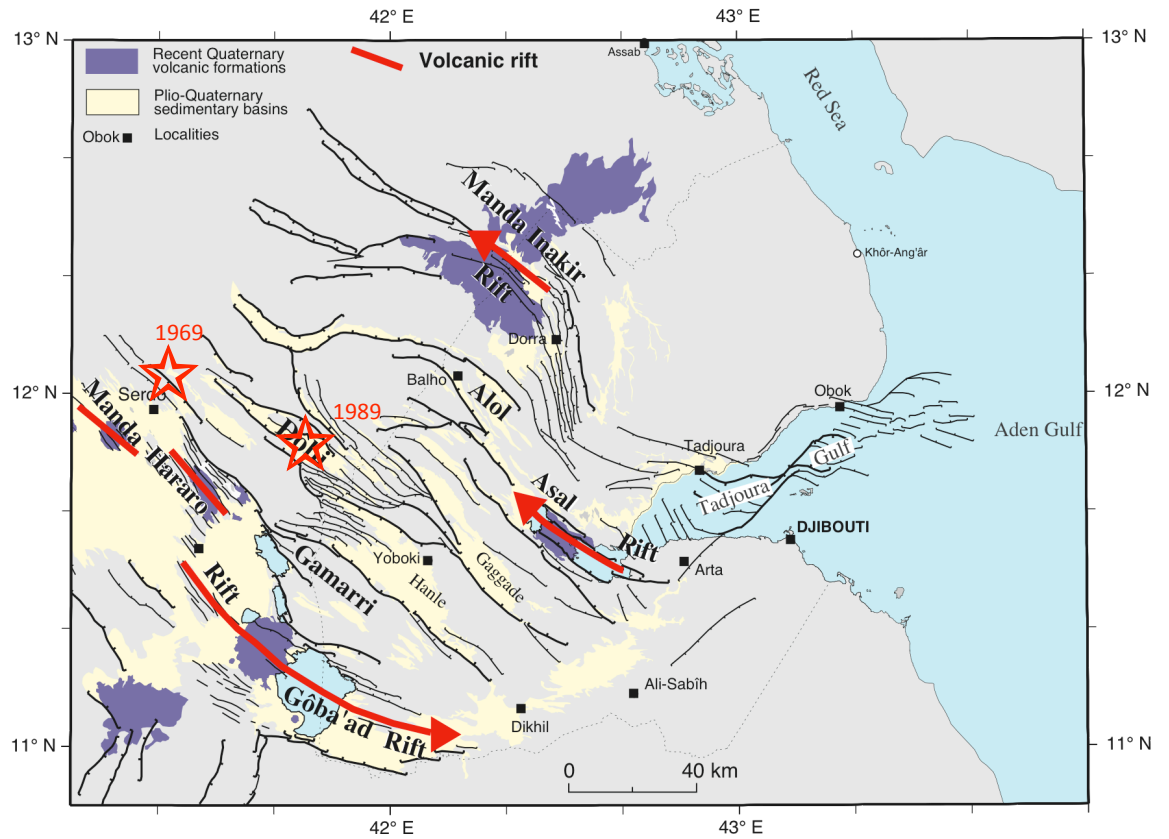 42° E
43° E
13° N
13° N
Recent Quaternary
volcanic formations
Volcanic rift
Plio-Quaternary
sedimentary basins
Obok
Localities
Assab
Red Sea
Manda Inakir
Rift
Khôr-Ang'âr
1969
Dorra
Balho
Alol
Serdo
12° N
12° N
Obok
1989
Dobi
Aden Gulf
Manda Hararo
Rift
Tadjoura
Gulf
Tadjoura
Asal
Rift
DJIBOUTI
Arta
Gamarri
Yoboki
Hanle
Gaggade
Ali-Sabîh
Gôba'ad Rift
Dikhil
11° N
11° N
0
40 km
42° E
43° E